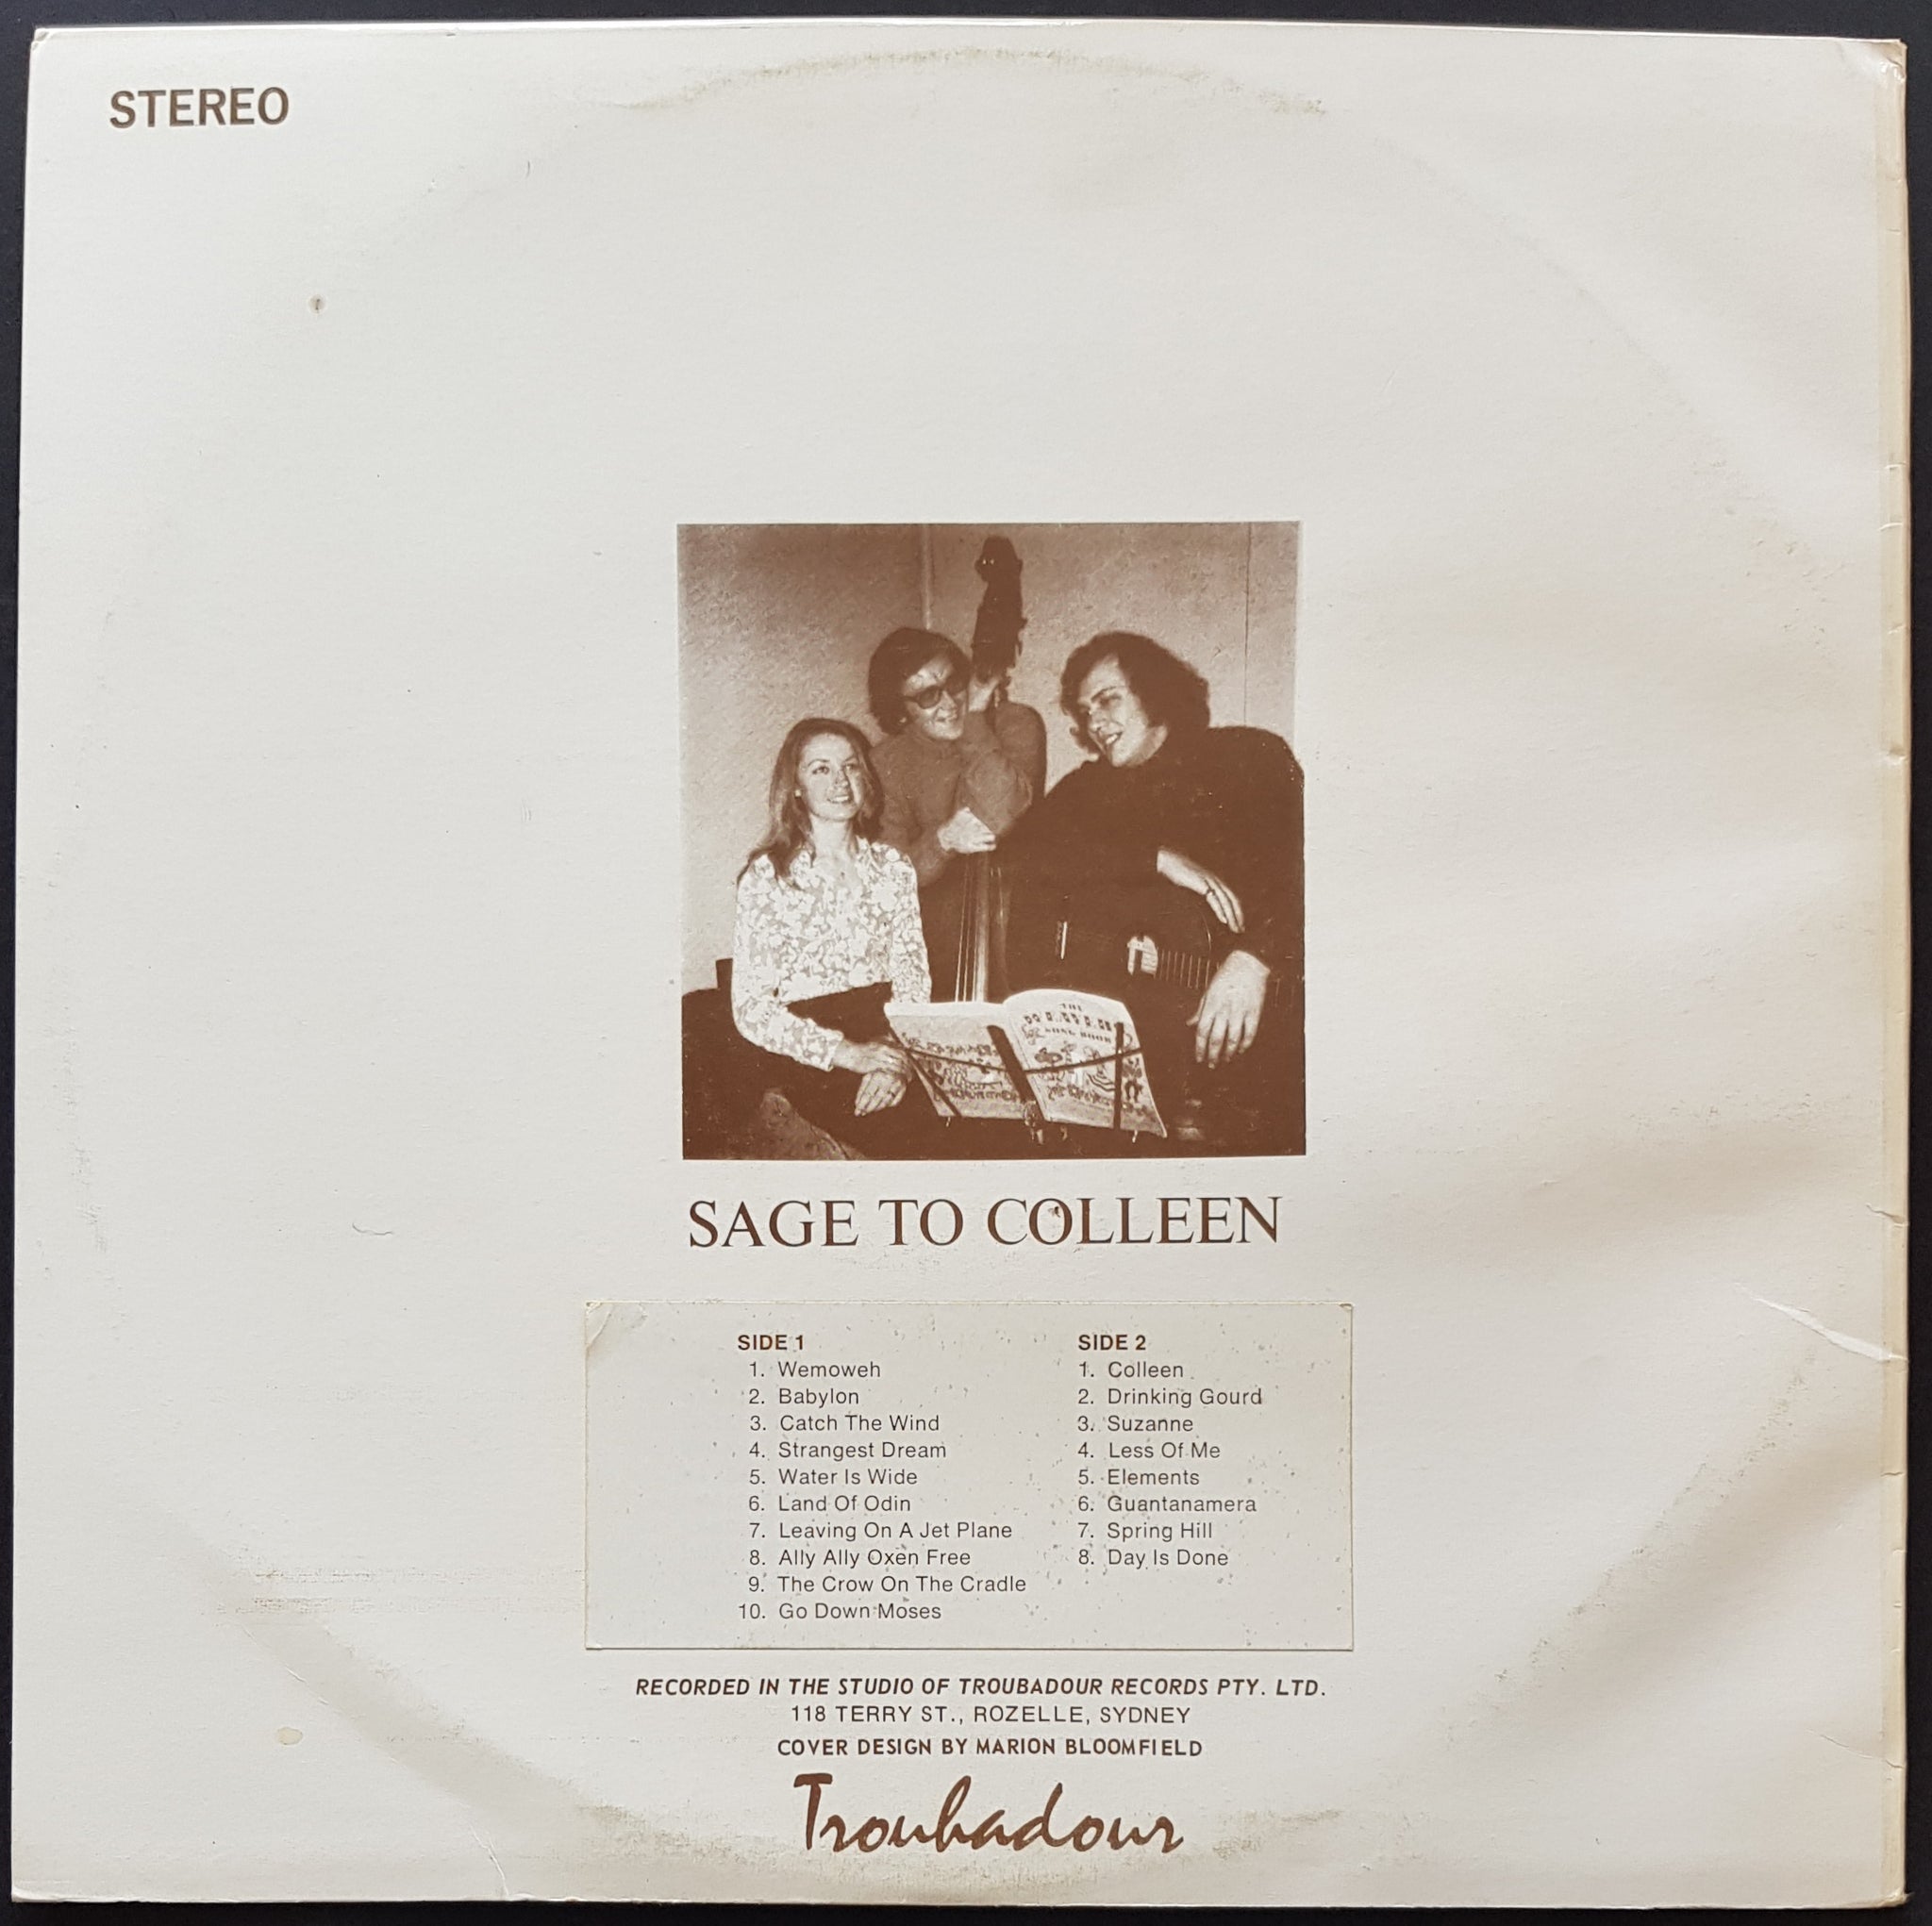 STEREO
THE
SONG BOOK
SAGE TO COLLEEN
SIDE 1
1. Wemoweh
2. Babylon
3. Catch The Wind
4. Strangest Dream
5. Water Is Wide
6. Land Of Odin
7. Leaving On A Jet Plane
8. Ally Ally Oxen Free
9. The Crow On The Cradle
10. Go Down Moses
SIDE 2
1. Colleen
2. Drinking Gourd
3. Suzanne
4. Less Of Me
5. Elements
6. Guantanamera
7. Spring Hill
8. Day Is Done
RECORDED IN THE STUDIO OF TROUBADOUR RECORDS PTY. LTD.
118 TERRY ST., ROZELLE, SYDNEY
COVER DESIGN BY MARION BLOOMFIELD
Troubadour